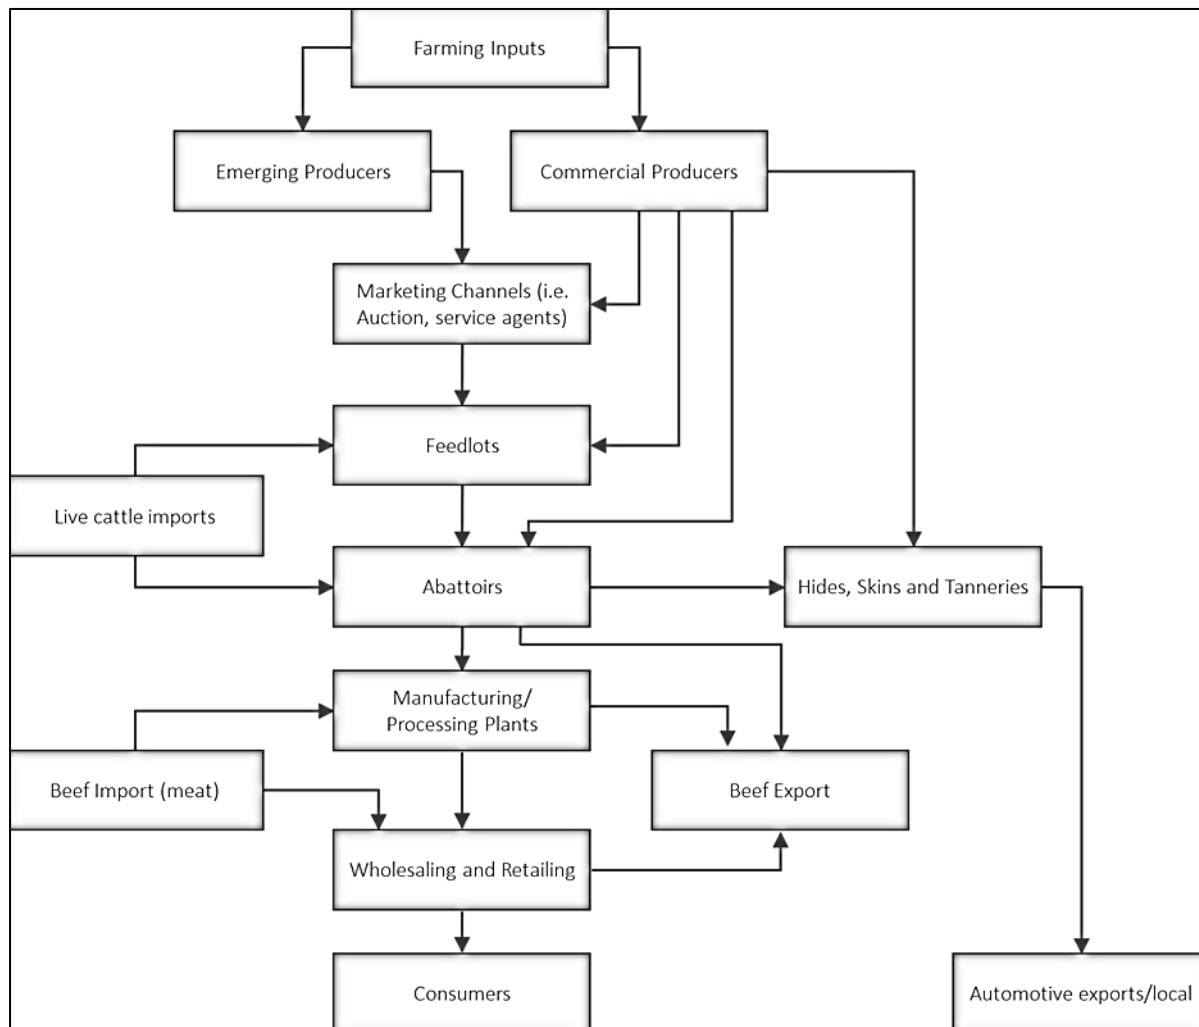 Farming Inputs
Emerging Producers
Commercial Producers
Marketing Channels (i.e.
Auction, service agents)
Feedlots
Live cattle imports
Abattoirs
Hides, Skins and Tanneries
Manufacturing/
Processing Plants
Beef Import (meat)
Beef Export
Wholesaling and Retailing
Consumers
Automotive exports/local